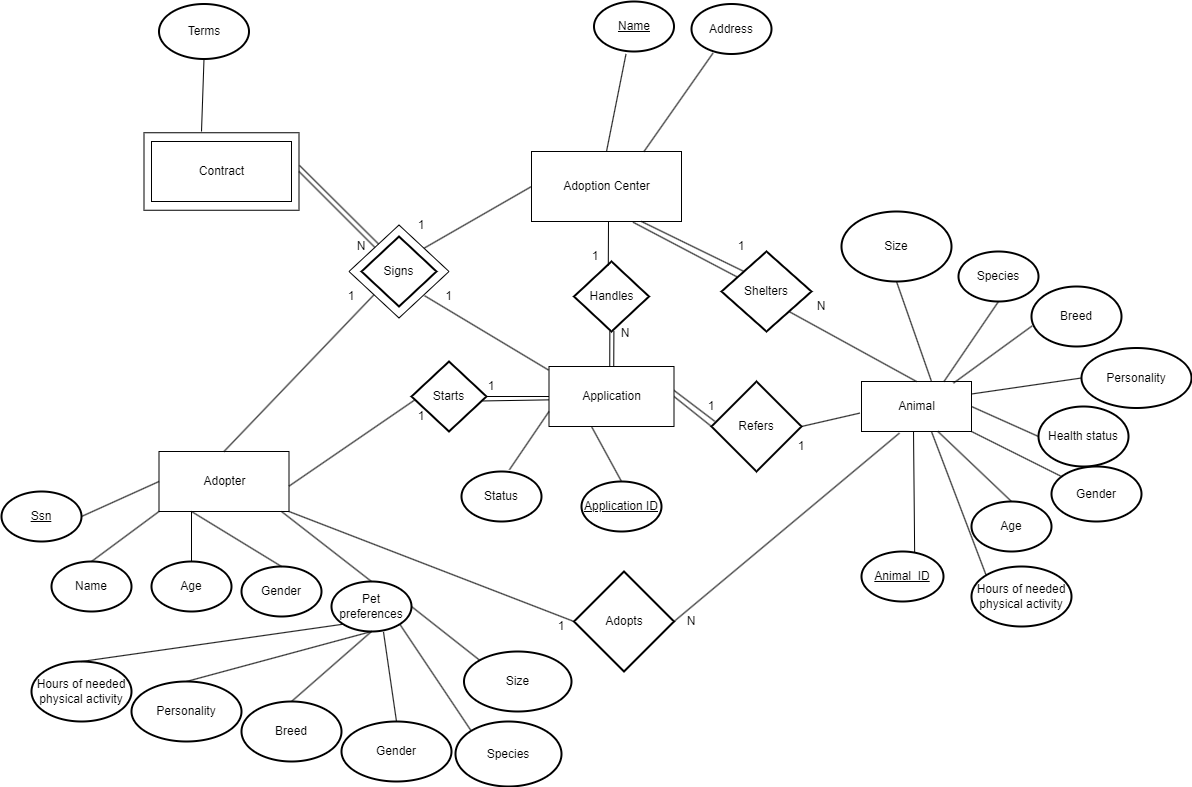 Terms
Name
Address
Contract
Adoption Center
1
N
1
Signs
1
1
1
Handles
N
1
Shelters
N
Size
Species
Breed
Personality
Health status
Gender
Age
Hours of needed
physical activity
Animal_ID
Animal
Starts
1
1
Application
1
Refers
1
Status
Application ID
Adopter
Ssn
Name
Age
Gender
Pet
preferences
1
Adopts
N
Hours of needed
physical activity
Personality
Breed
Gender
Species
Size